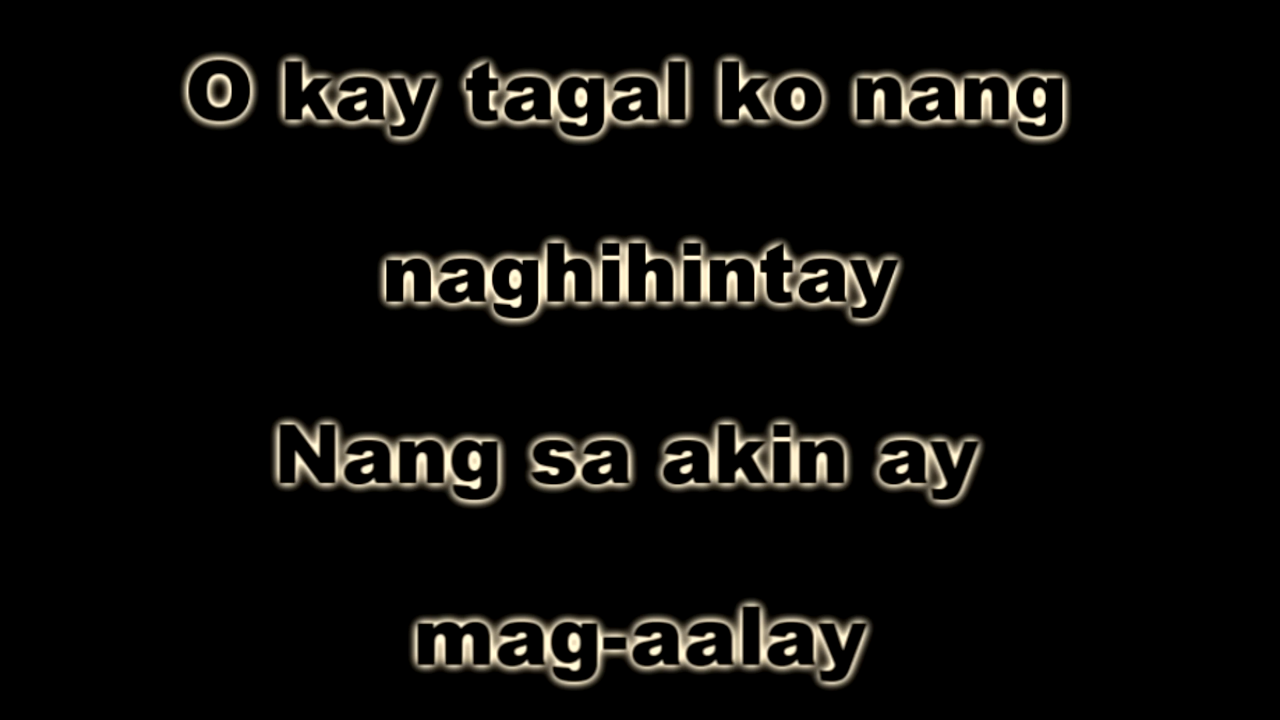 O kay tagal ko nang
naghihintay
Nang sa akin ay
mag-aalay